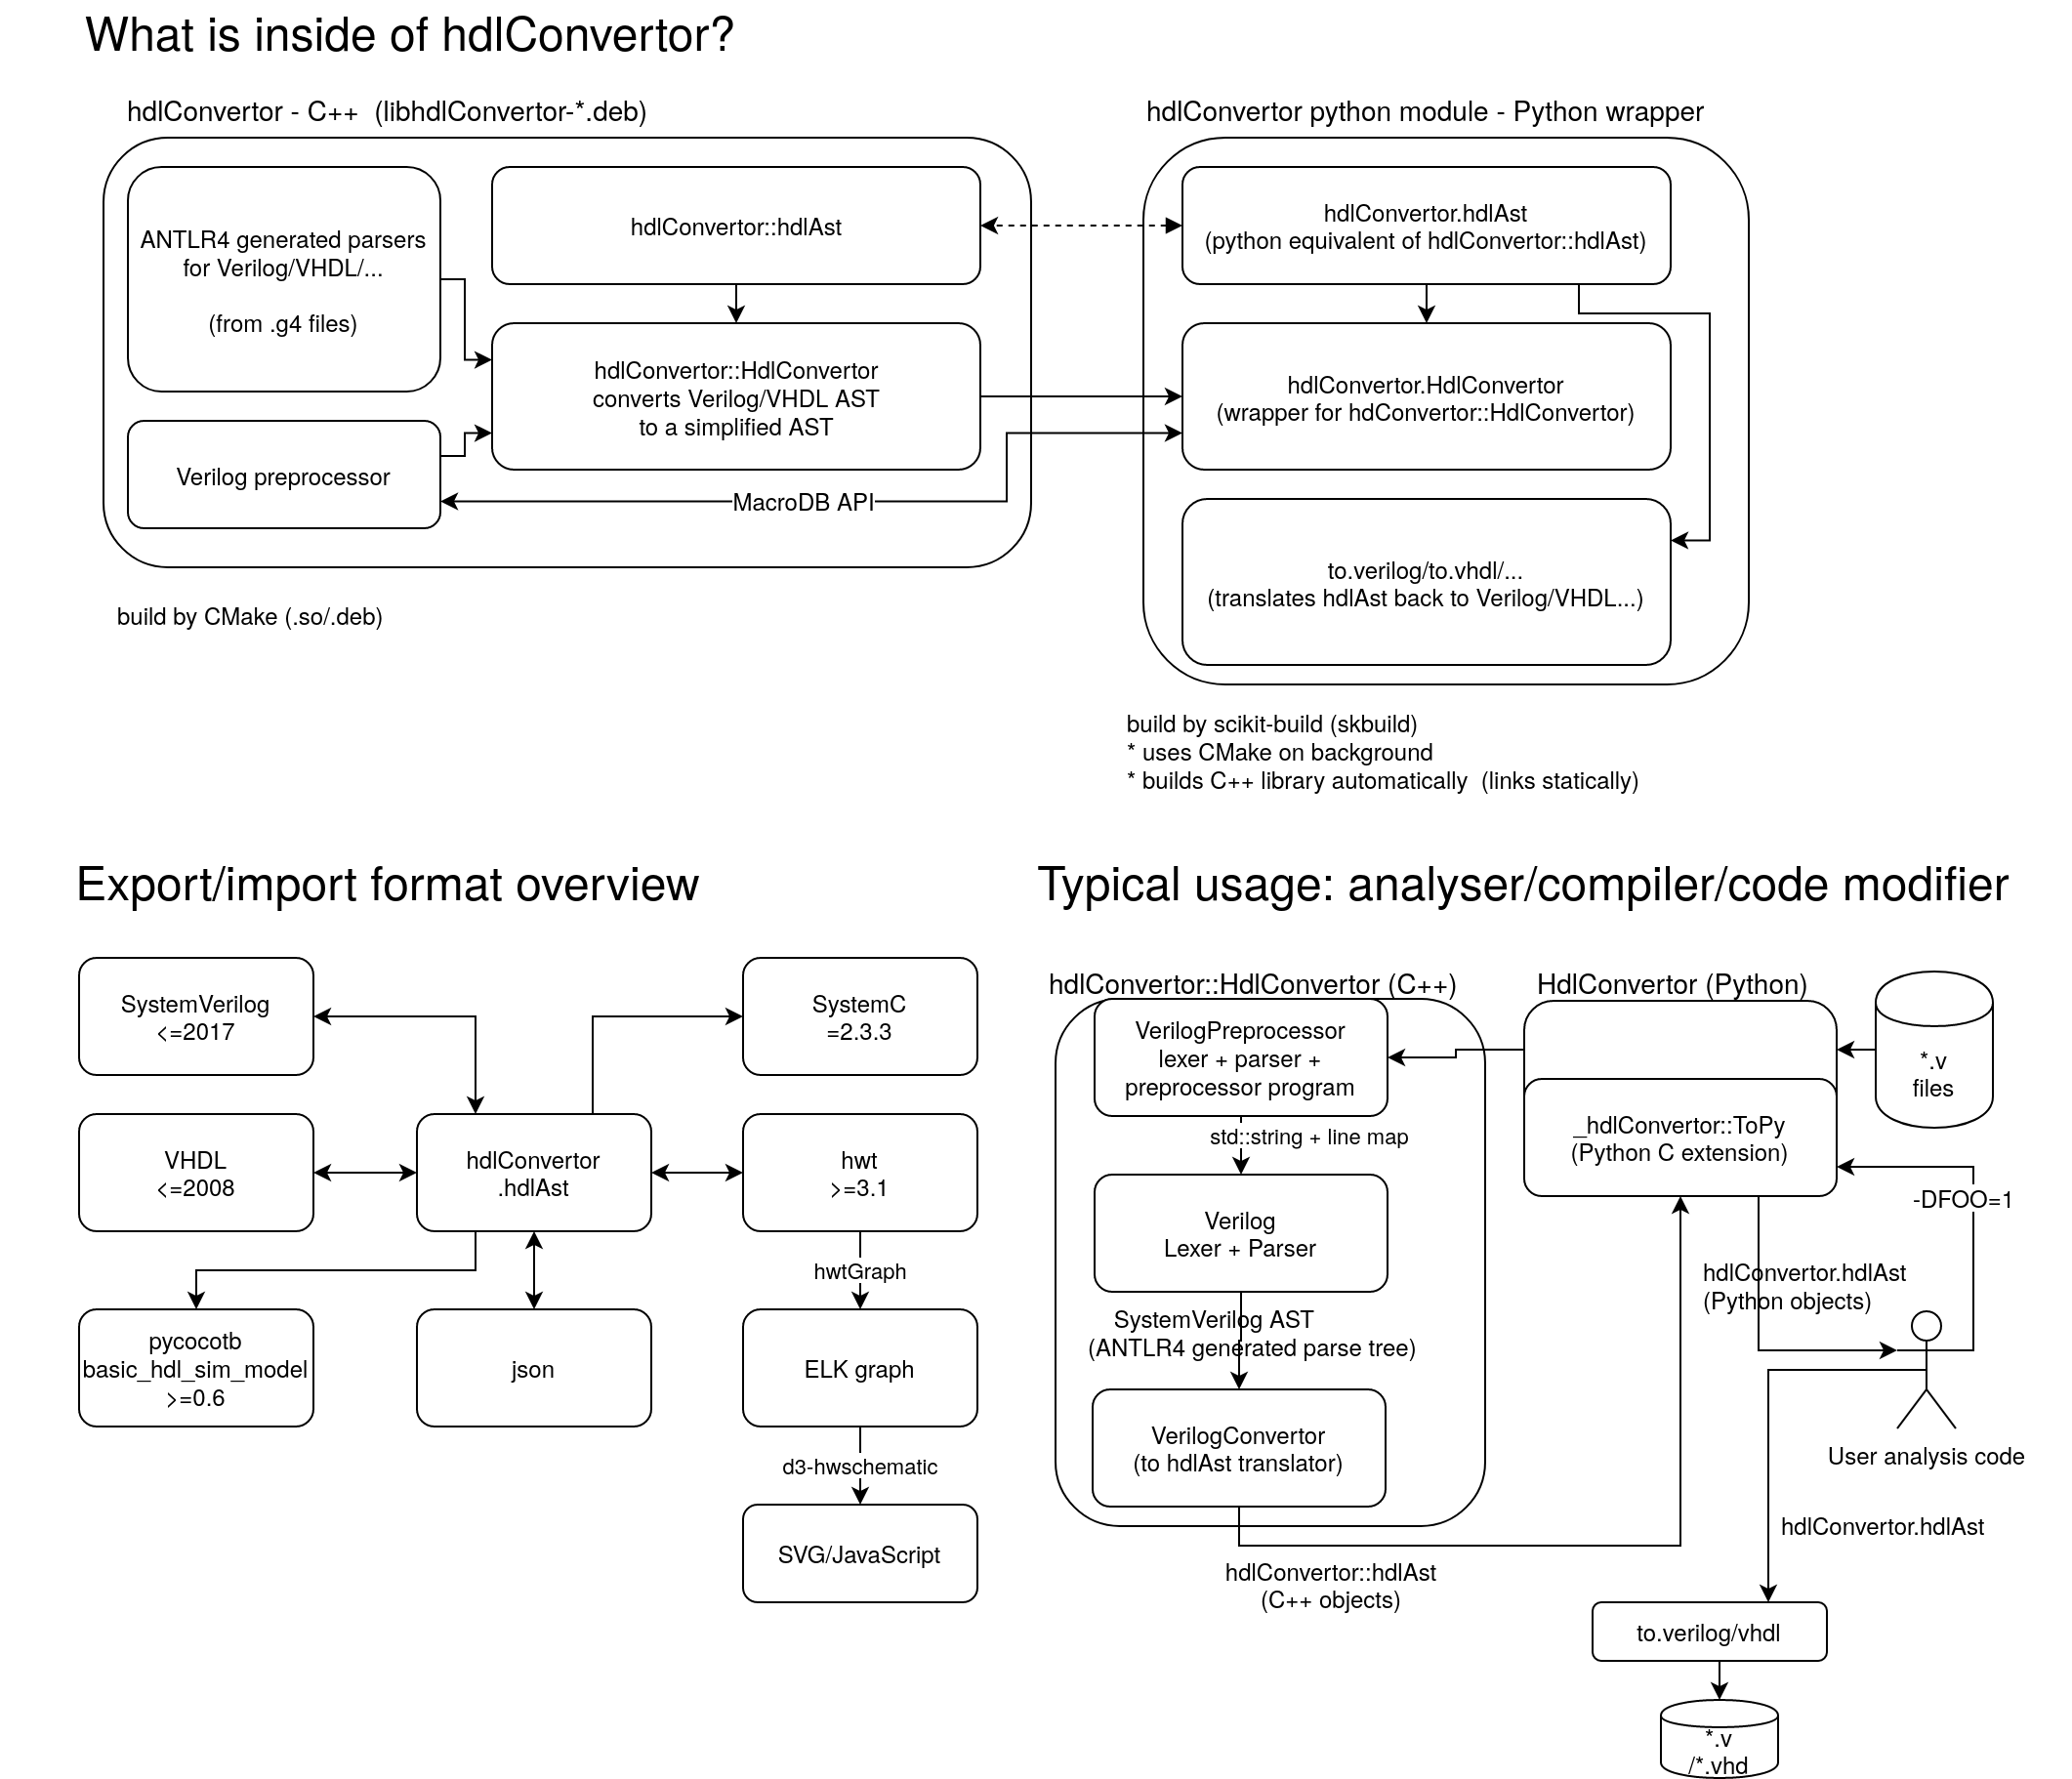 What is inside of hdlConvertor?
hdlConvertor - C++  (libhdlConvertor-*.deb)
ANTLR4 generated parsers
for Verilog/VHDL/...
(from .g4 files)
Verilog preprocessor
hdlConvertor::hdlAst
hdlConvertor::HdlConvertor
converts Verilog/VHDL AST
to a simplified AST
MacroDB API
build by CMake (.so/.deb)
hdlConvertor python module - Python wrapper
hdlConvertor.hdlAst
(python equivalent of hdlConvertor::hdlAst)
hdlConvertor.HdlConvertor
(wrapper for hdConvertor::HdlConvertor)
to.verilog/to.vhdl/...
(translates hdlAst back to Verilog/VHDL...)
build by scikit-build (skbuild)
* uses CMake on background
* builds C++ library automatically  (links statically)
Export/import format overview
SystemVerilog
<=2017
SystemC
=2.3.3
VHDL
<=2008
hdlConvertor
.hdlAst
hwt
>=3.1
hwtGraph
pycocotb
basic_hdl_sim_model
>=0.6
json
ELK graph
d3-hwschematic
SVG/JavaScript
Typical usage: analyser/compiler/code modifier
hdlConvertor::HdlConvertor (C++)
VerilogPreprocessor
lexer + parser +
preprocessor program
std::string + line map
Verilog
Lexer + Parser
SystemVerilog AST
(ANTLR4 generated parse tree)
VerilogConvertor
(to hdlAst translator)
hdlConvertor::hdlAst
(C++ objects)
HdlConvertor (Python)
_hdlConvertor::ToPy
(Python C extension)
*.v
files
-DFOO=1
hdlConvertor.hdlAst
(Python objects)
User analysis code
hdlConvertor.hdlAst
to.verilog/vhdl
*.v
/*.vhd